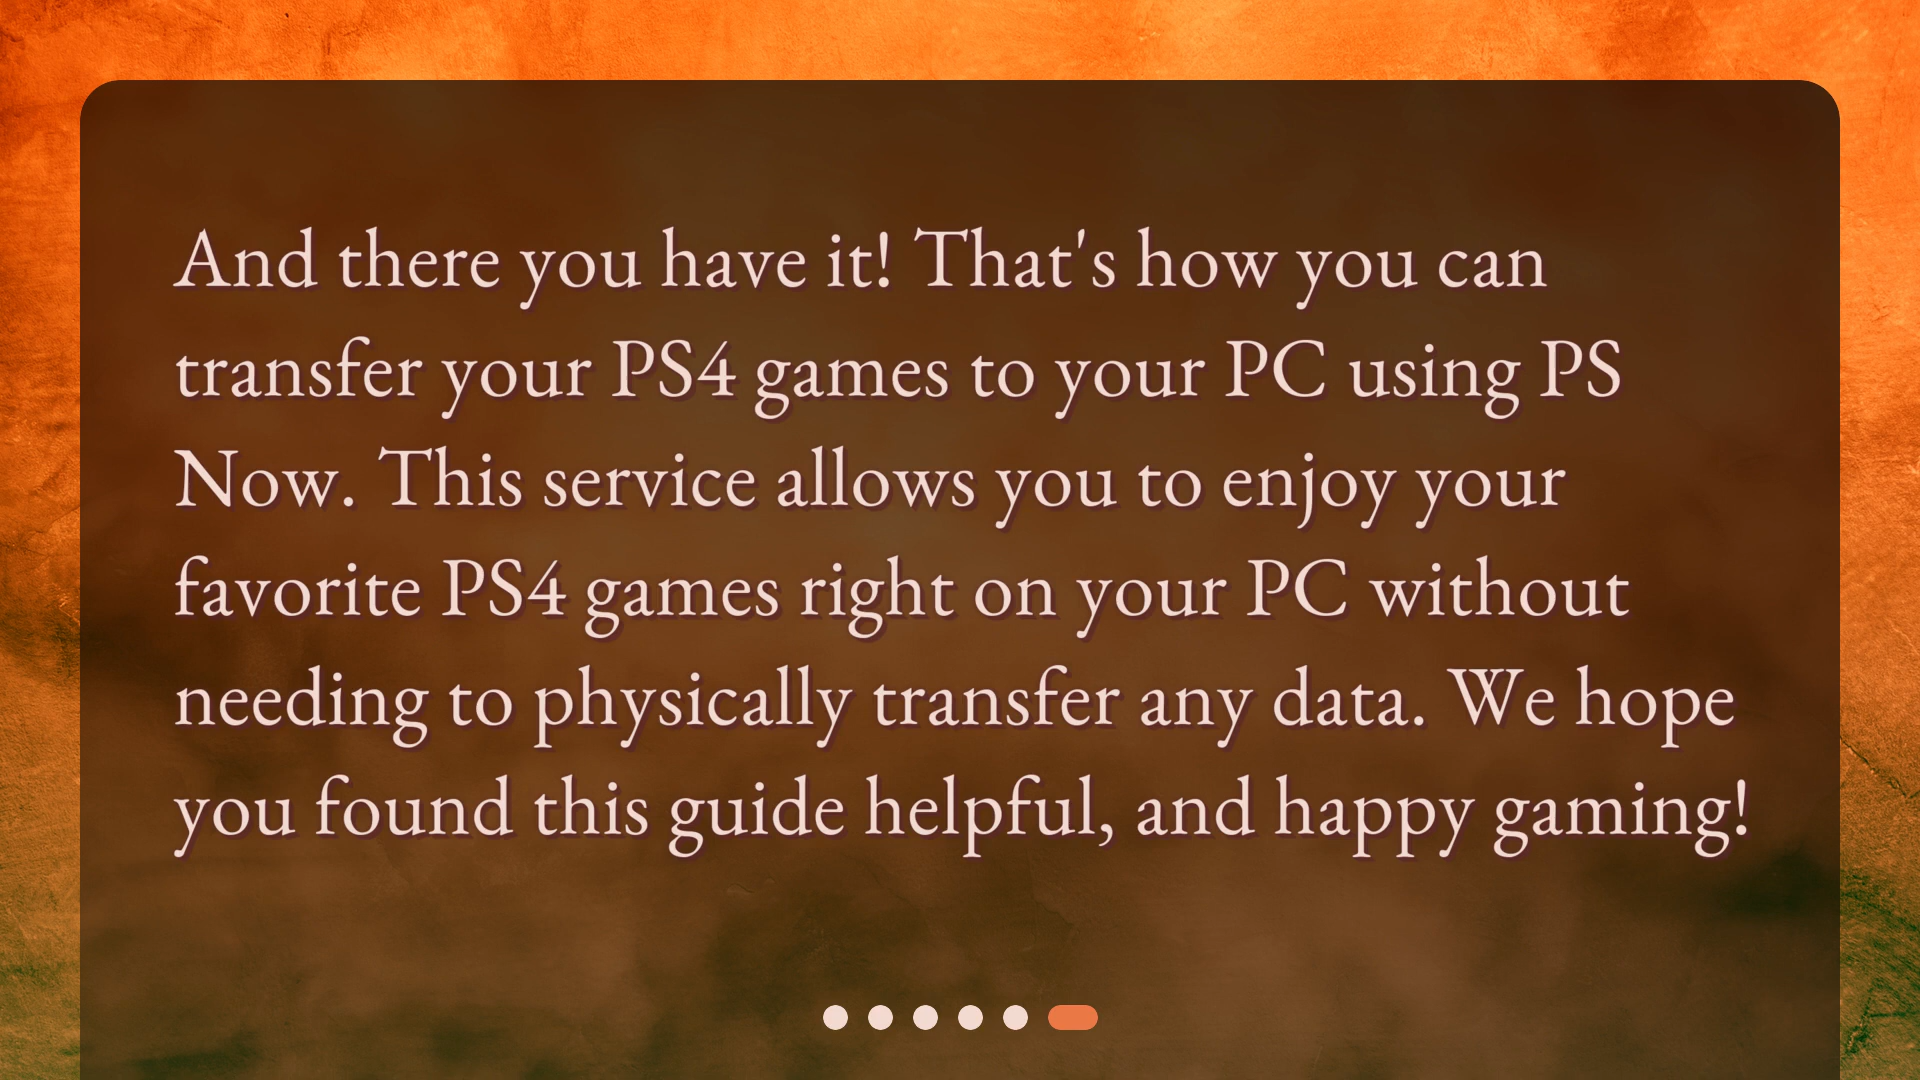 And there you have it! That's how you can
transfer your PS4 games to your PC using PS
Now. This service allows you to enjoy your
favorite PS4 games right on your PC without
needing to physically transfer any data. We hope
you found this guide helpful, and happy gaming!